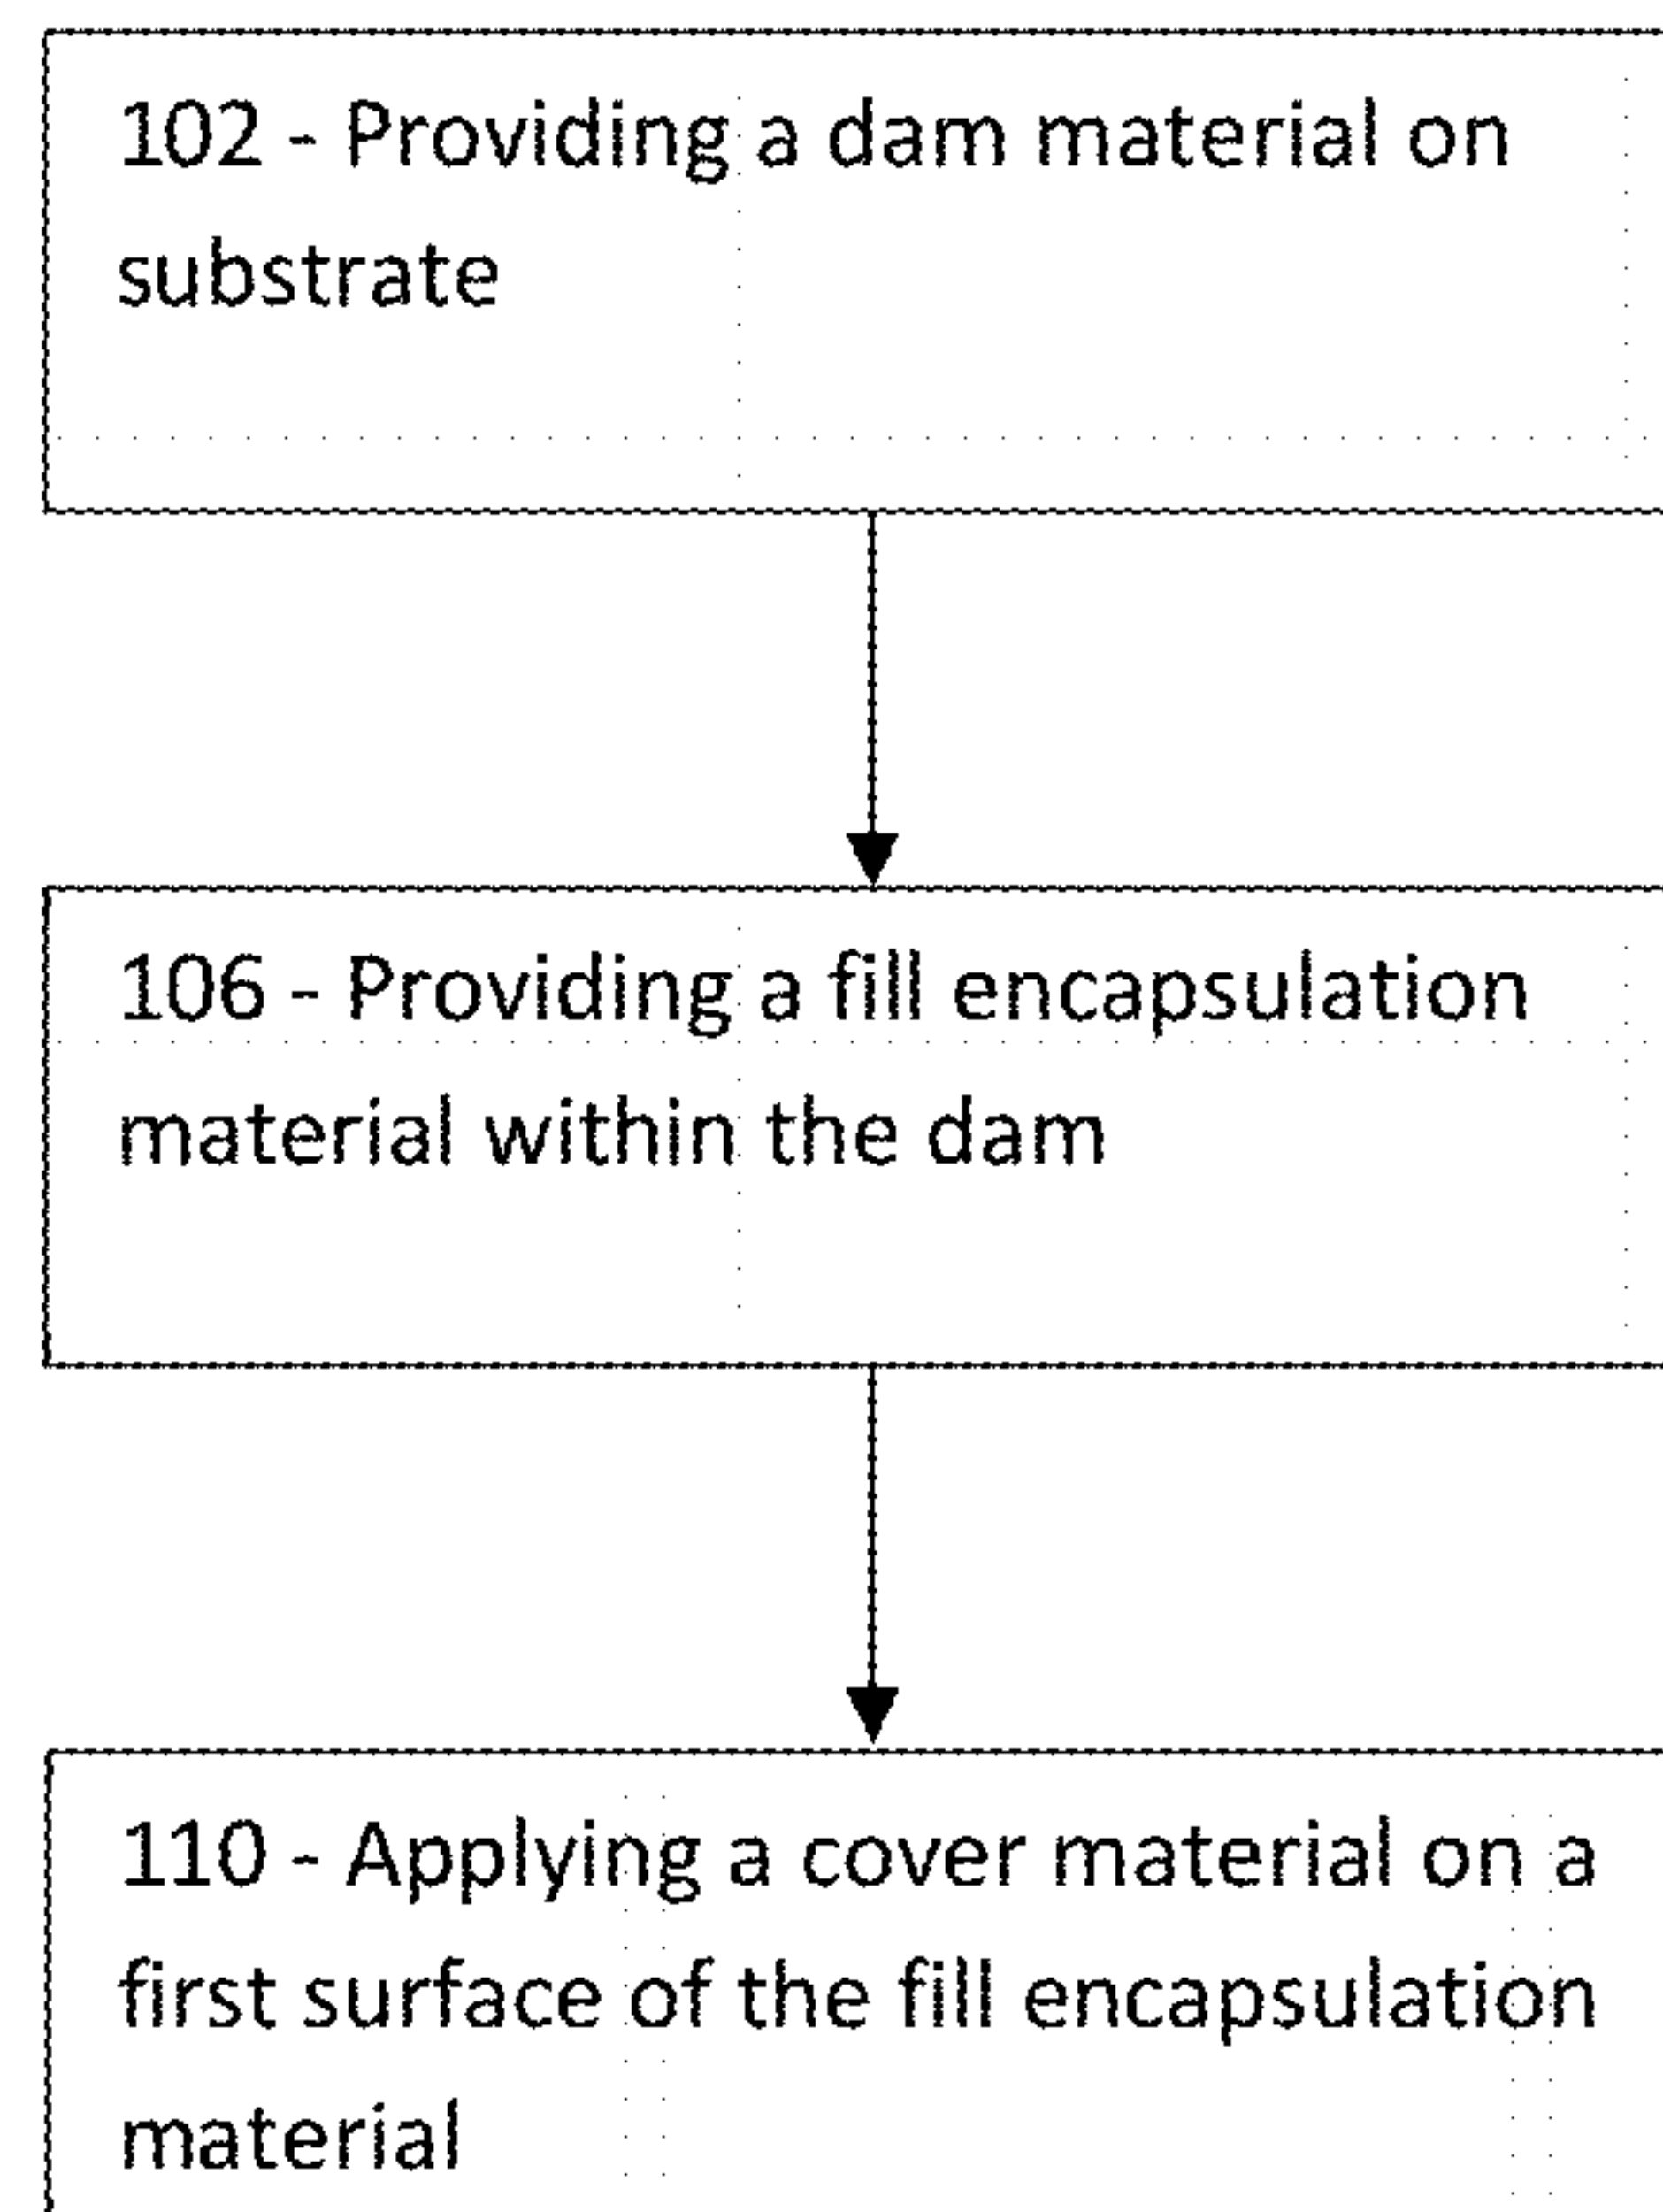 102 - Providing a dam material on
substrate
106 - Providing a fill encapsulation
material within the dam
110 - Applying a cover material on a
first surface of the fill encapsulation
material